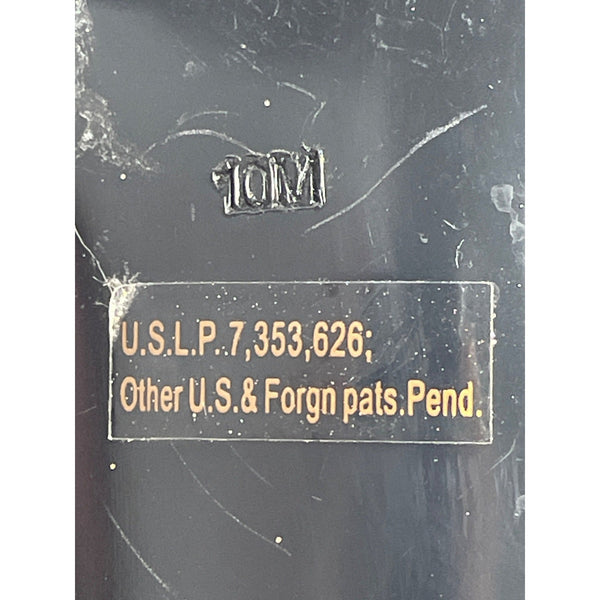 10M
U.S.L.P. 7,353,626;
Other U.S.& Forgn pats.Pend.